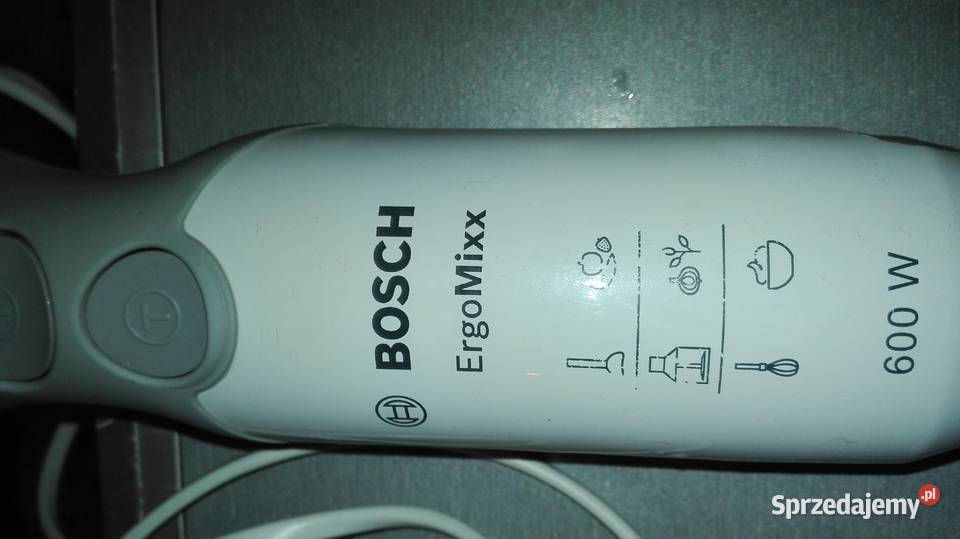 BOSCH
ErgoMixx
600 W
T
Sprzedajemy.pl